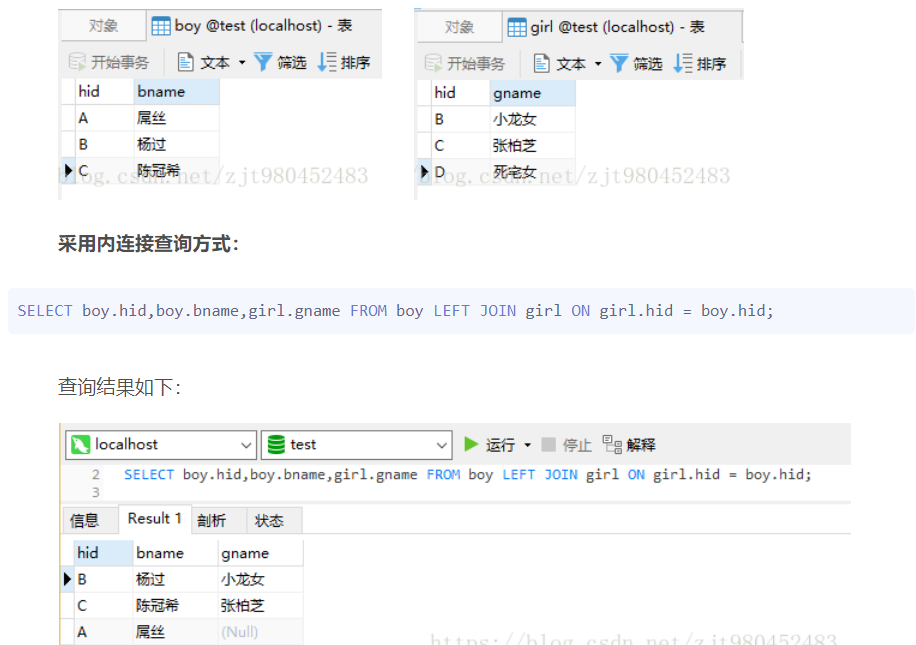 对象 boy @test (localhost) - 表
开始事务 文本 筛选 排序
hid bname
A 屌丝
B 杨过
C 陈冠希
blog.csdn.net/zjt980452483
对象 girl @test (localhost) - 表
开始事务 文本 筛选 排序
hid gname
B 小龙女
C 张柏芝
D 死宅女
blog.csdn.net/zjt980452483
采用内连接查询方式:
SELECT boy.hid,boy.bname,girl.gname FROM boy LEFT JOIN girl ON girl.hid = boy.hid;
查询结果如下:
localhost test 运行 停止 解释
2 SELECT boy.hid,boy.bname,girl.gname FROM boy LEFT JOIN girl ON girl.hid = boy.hid;
3
信息 Result 1 剖析 状态
hid bname gname
B 杨过 小龙女
C 陈冠希 张柏芝
A 屌丝 (Null)
https://blog.csdn.net/zjt980452483